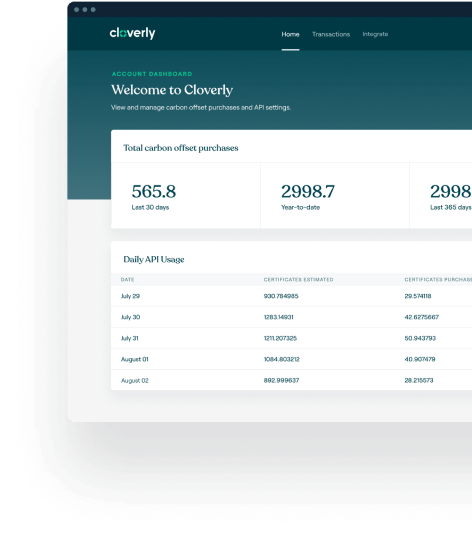 cloverly
Home Transactions Integrate
ACCOUNT DASHBOARD
Welcome to Cloverly
View and manage carbon offset purchases and API settings.
Total carbon offset purchases
565.8 2998.7 2998
Last 30 days Year-to-date Last 365 days
Daily API Usage
DATE CERTIFICATES ESTIMATED CERTIFICATES PURCHASE
July 29 930.784985 29.574118
July 30 1283.14931 42.6275667
July 31 1211.207325 50.943793
August 01 1084.803212 40.907479
August 02 892.999637 28.215573